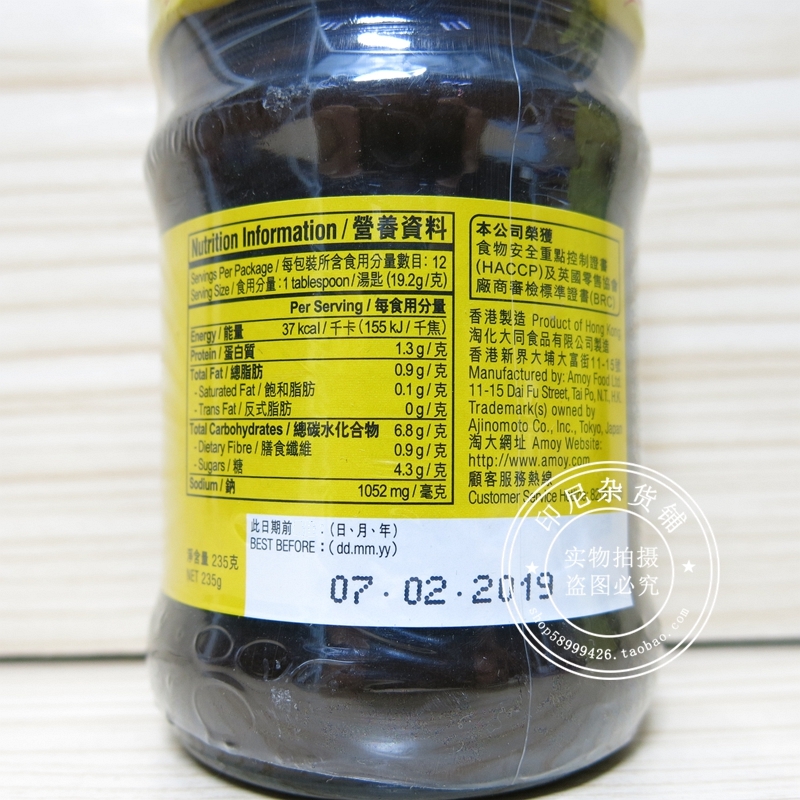 Nutrition Information / 營養資料
Servings Per Package / 每包裝所含食用分量數目: 12
Serving Size / 食用分量: 1 tablespoon / 湯匙 (19.2g / 克)
Per Serving / 每食用分量
Energy / 能量 37 kcal / 千卡 (155 kJ / 千焦)
Protein / 蛋白質 1.3 g / 克
Total Fat / 總脂肪 0.9 g / 克
- Saturated Fat / 飽和脂肪 0.1 g / 克
- Trans Fat / 反式脂肪 0 g / 克
Total Carbohydrates / 總碳水化合物 6.8 g / 克
- Dietary Fibre / 膳食纖維 0.9 g / 克
- Sugars / 糖 4.3 g / 克
Sodium / 鈉 1052 mg / 毫克
本公司榮獲
食物安全重點控制證書
(HACCP)及英國零售協會
廠商審檢標準證書(BRC)
香港製造 Product of Hong Kong
淘化大同食品有限公司製造
香港新界大埔大富街11-15號
Manufactured by: Amoy Food Ltd.
11-15 Dai Fu Street, Tai Po, N.T., H.K.
Trademark(s) owned by
Ajinomoto Co., Inc., Tokyo, Japan
淘大網址 Amoy Website:
http://www.amoy.com
顧客服務熱線
Customer Service
淨含量 235克
NET 235g
此日期前 : (日、月、年)
BEST BEFORE : (dd.mm.yy)
07.02.2019
印尼杂货铺
实物拍摄
盗图必究
shop58999426.taobao.com